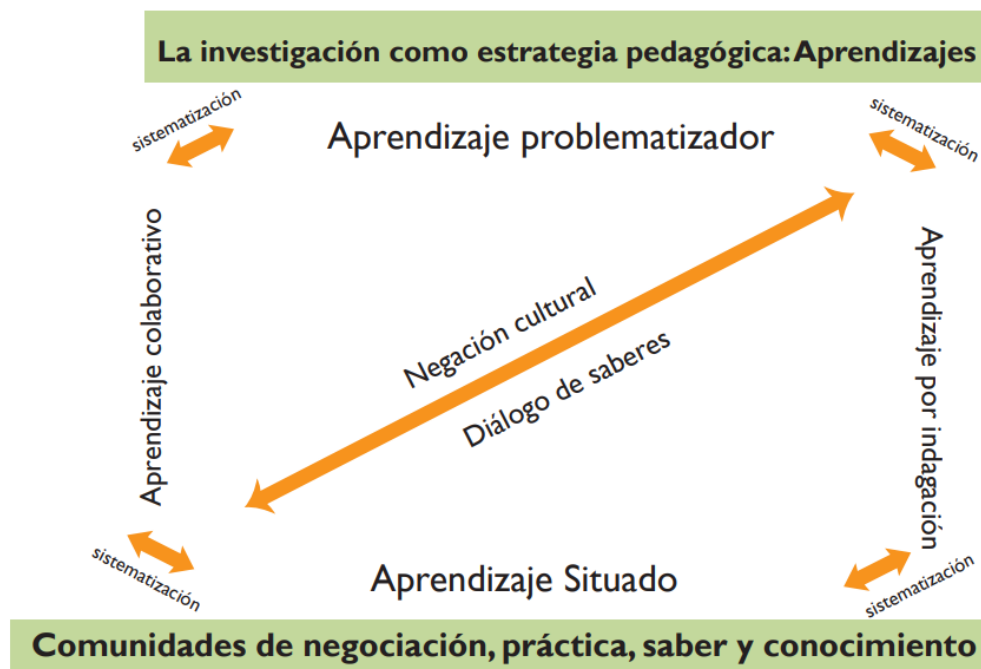 La investigación como estrategia pedagógica: Aprendizajes
sistematización
sistematización
Aprendizaje problematizador
Aprendizaje colaborativo
Negación cultural
Diálogo de saberes
Aprendizaje por indagación
sistematización
Aprendizaje Situado
sistematización
Comunidades de negociación, práctica, saber y conocimiento